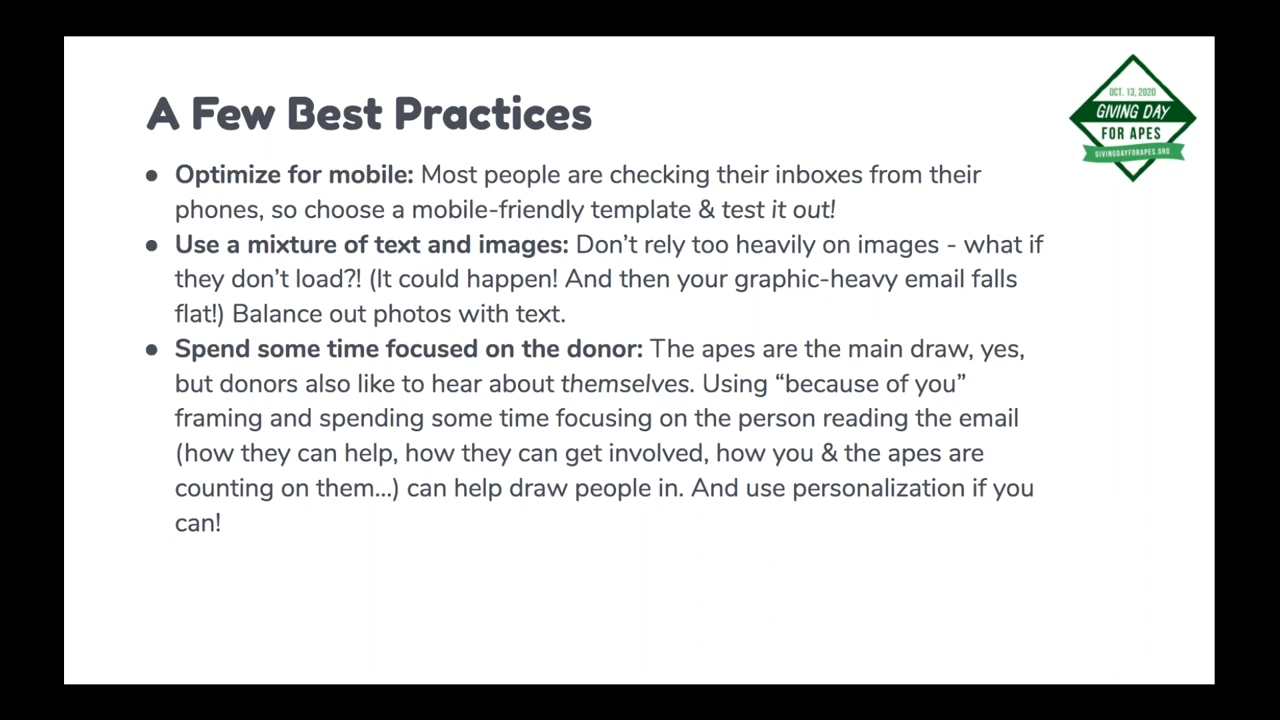 A Few Best Practices
OCT. 13, 2020
GIVING DAY
FOR APES
GIVINGDAYFORAPES.ORG
● Optimize for mobile: Most people are checking their inboxes from their
phones, so choose a mobile-friendly template & test it out!
● Use a mixture of text and images: Don’t rely too heavily on images - what if
they don’t load?! (It could happen! And then your graphic-heavy email falls
flat!) Balance out photos with text.
● Spend some time focused on the donor: The apes are the main draw, yes,
but donors also like to hear about themselves. Using “because of you”
framing and spending some time focusing on the person reading the email
(how they can help, how they can get involved, how you & the apes are
counting on them...) can help draw people in. And use personalization if you
can!